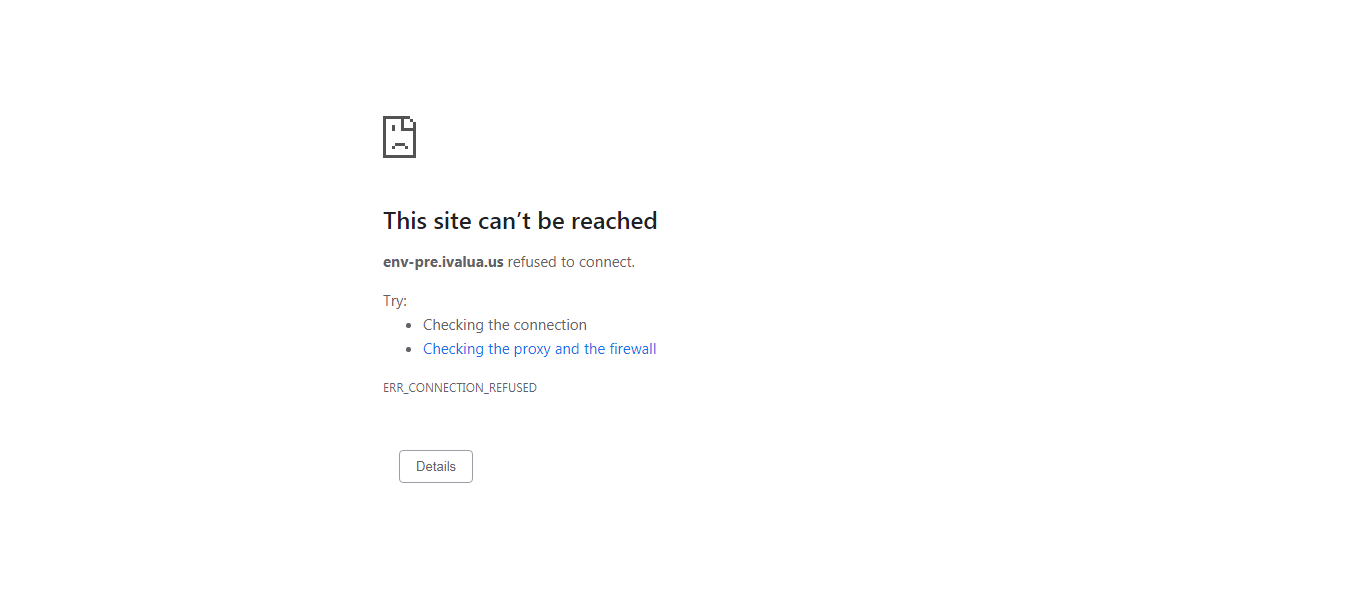 This site can’t be reached
env-pre.ivalua.us refused to connect.
Try:
• Checking the connection
• Checking the proxy and the firewall
ERR_CONNECTION_REFUSED
Details